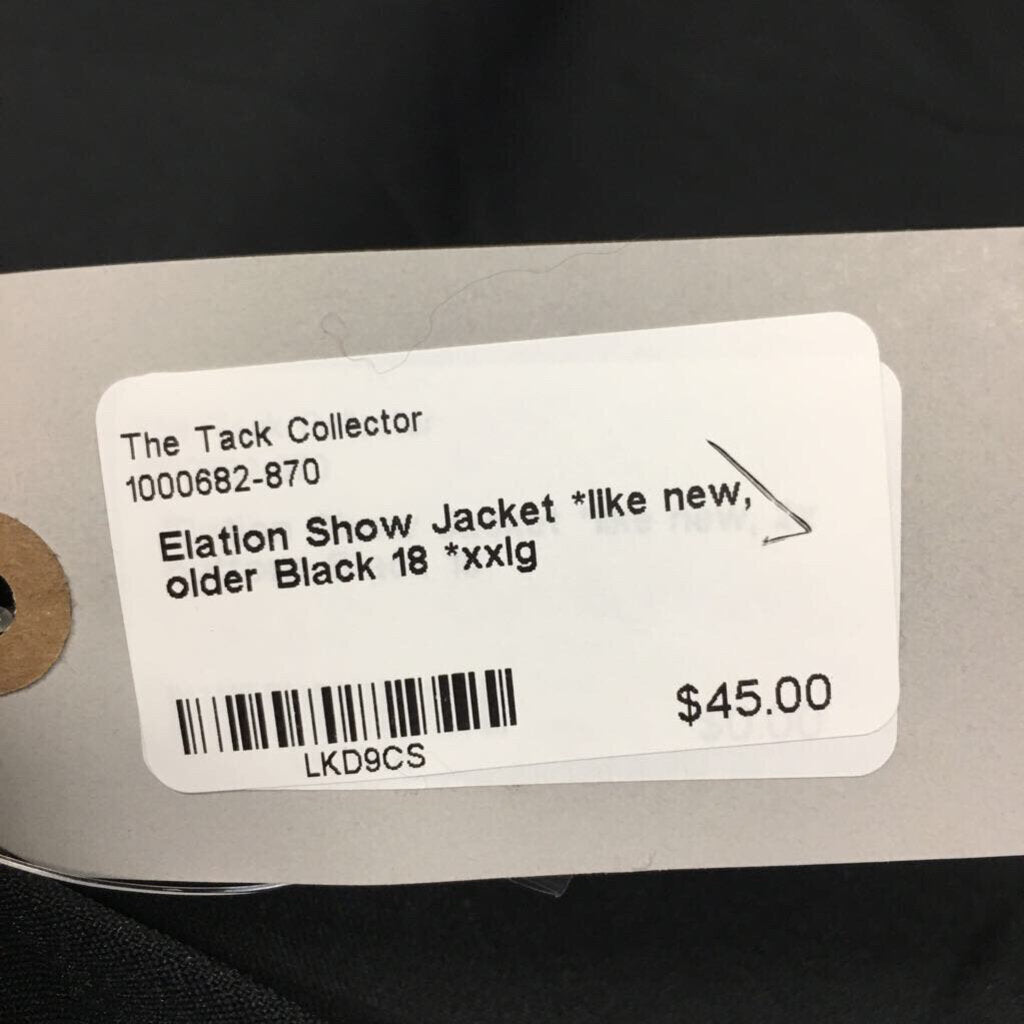 The Tack Collector
1000682-870
Elation Show Jacket *like new,
older Black 18 *xxlg
$45.00
LKD9CS